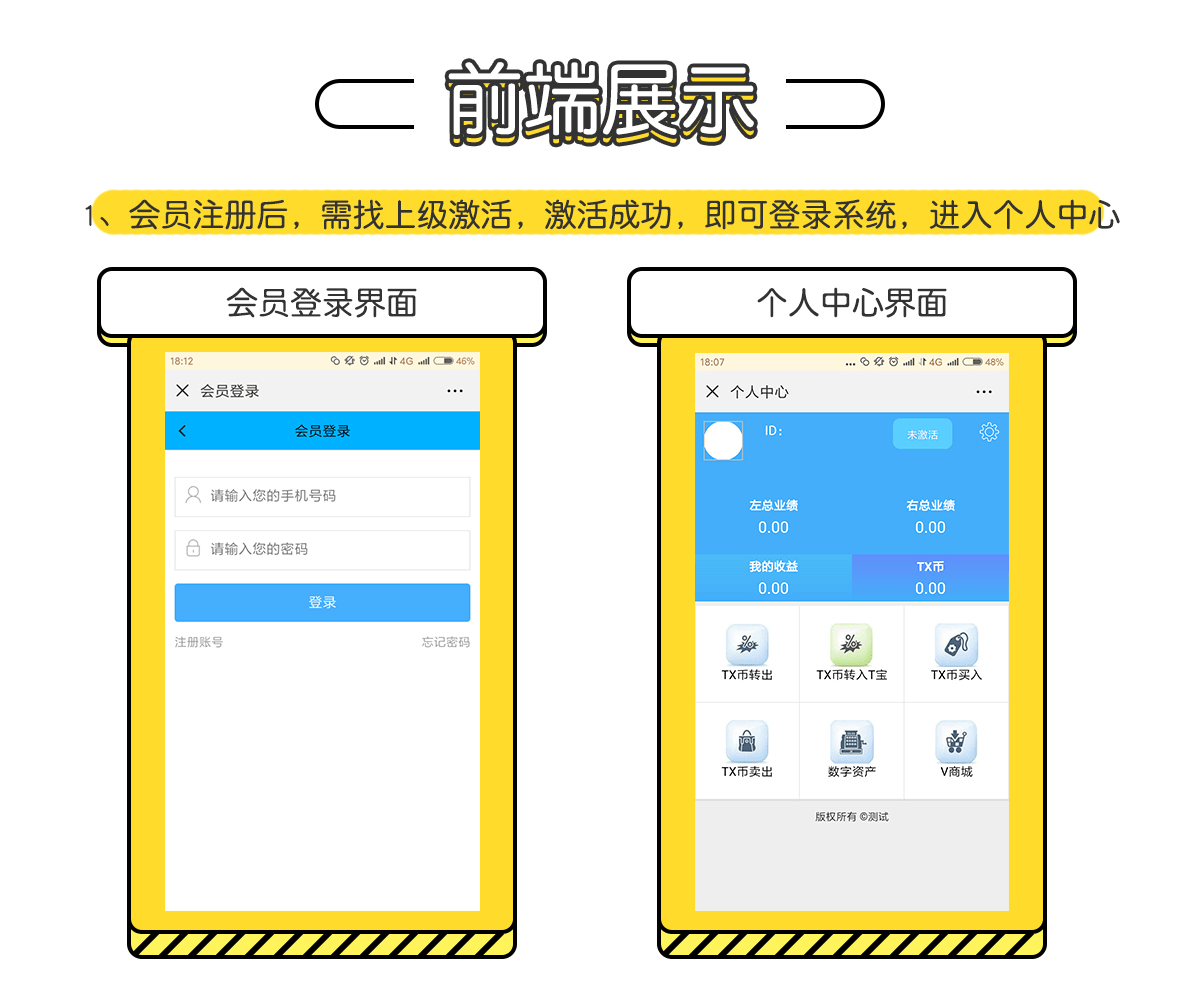 前端展示
1、会员注册后，需找上级激活，激活成功，即可登录系统，进入个人中心
会员登录界面
个人中心界面
18:12
4G
46%
会员登录
会员登录
请输入您的手机号码
请输入您的密码
登录
注册账号
忘记密码
18:07
4G
48%
个人中心
ID：
未激活
左总业绩
右总业绩
0.00
0.00
我的收益
TX币
0.00
0.00
TX币转出
TX币转入T宝
TX币买入
TX币卖出
数字资产
V商城
版权所有 ©测试